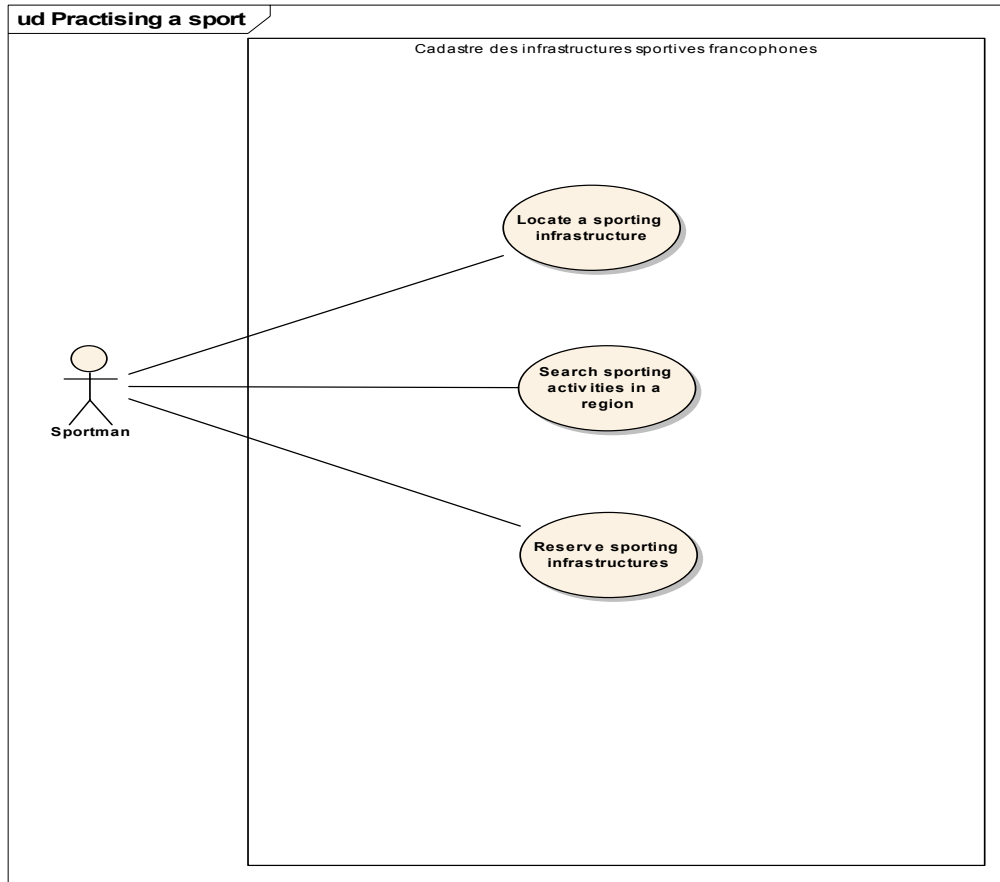 ud Practising a sport
Cadastre des infrastructures sportives francophones
Locate a sporting
infrastructure
Search sporting
activities in a
region
Sportman
Reserve sporting
infrastructures